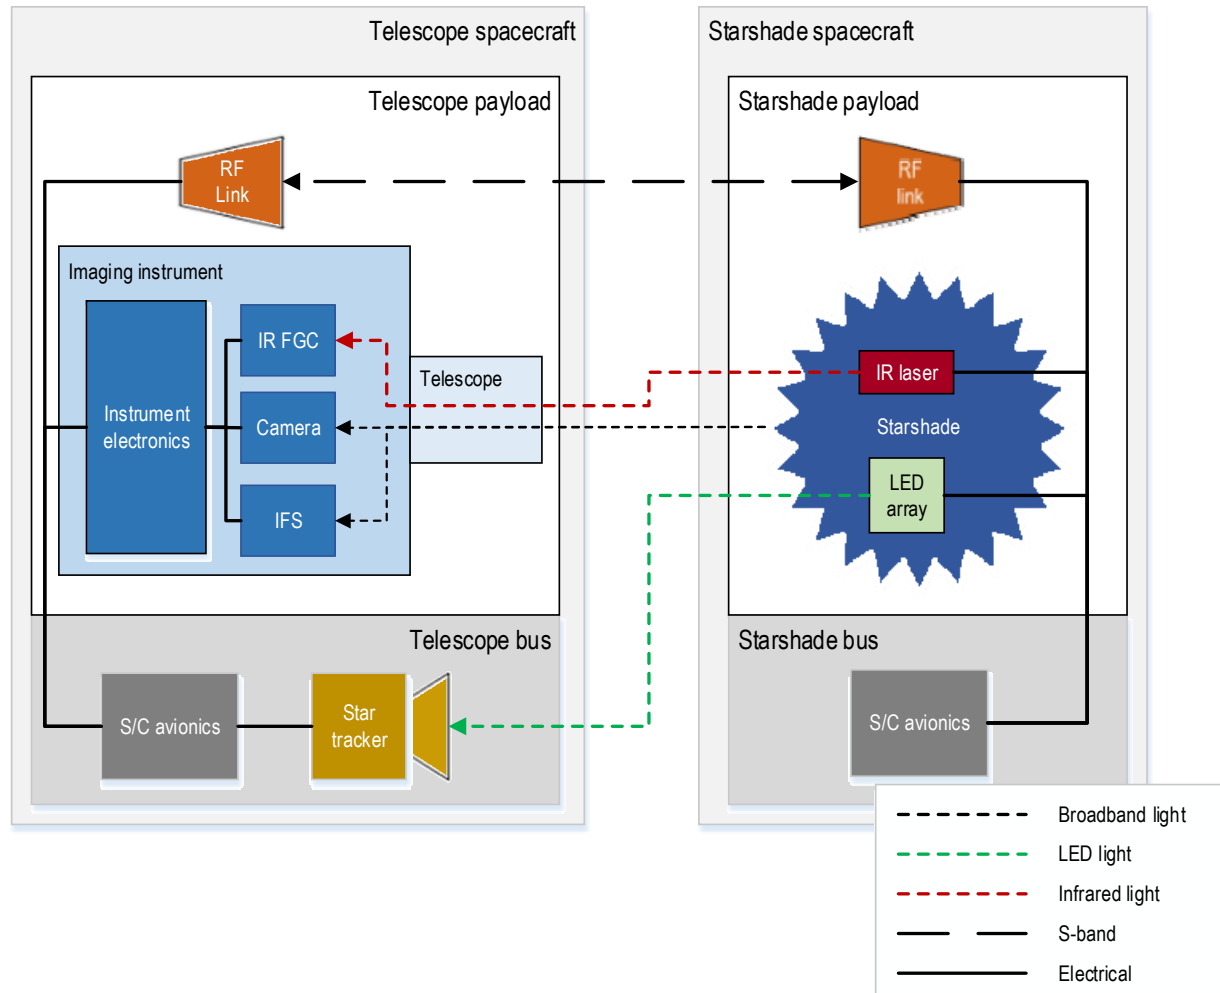 Telescope spacecraft
Starshade spacecraft
Telescope payload
Starshade payload
RF
Link
RF
link
Imaging instrument
IR FGC
Telescope
IR laser
Instrument
electronics
Camera
Starshade
LED
array
IFS
Telescope bus
Starshade bus
S/C avionics
Star
tracker
S/C avionics
Broadband light
LED light
Infrared light
S-band
Electrical